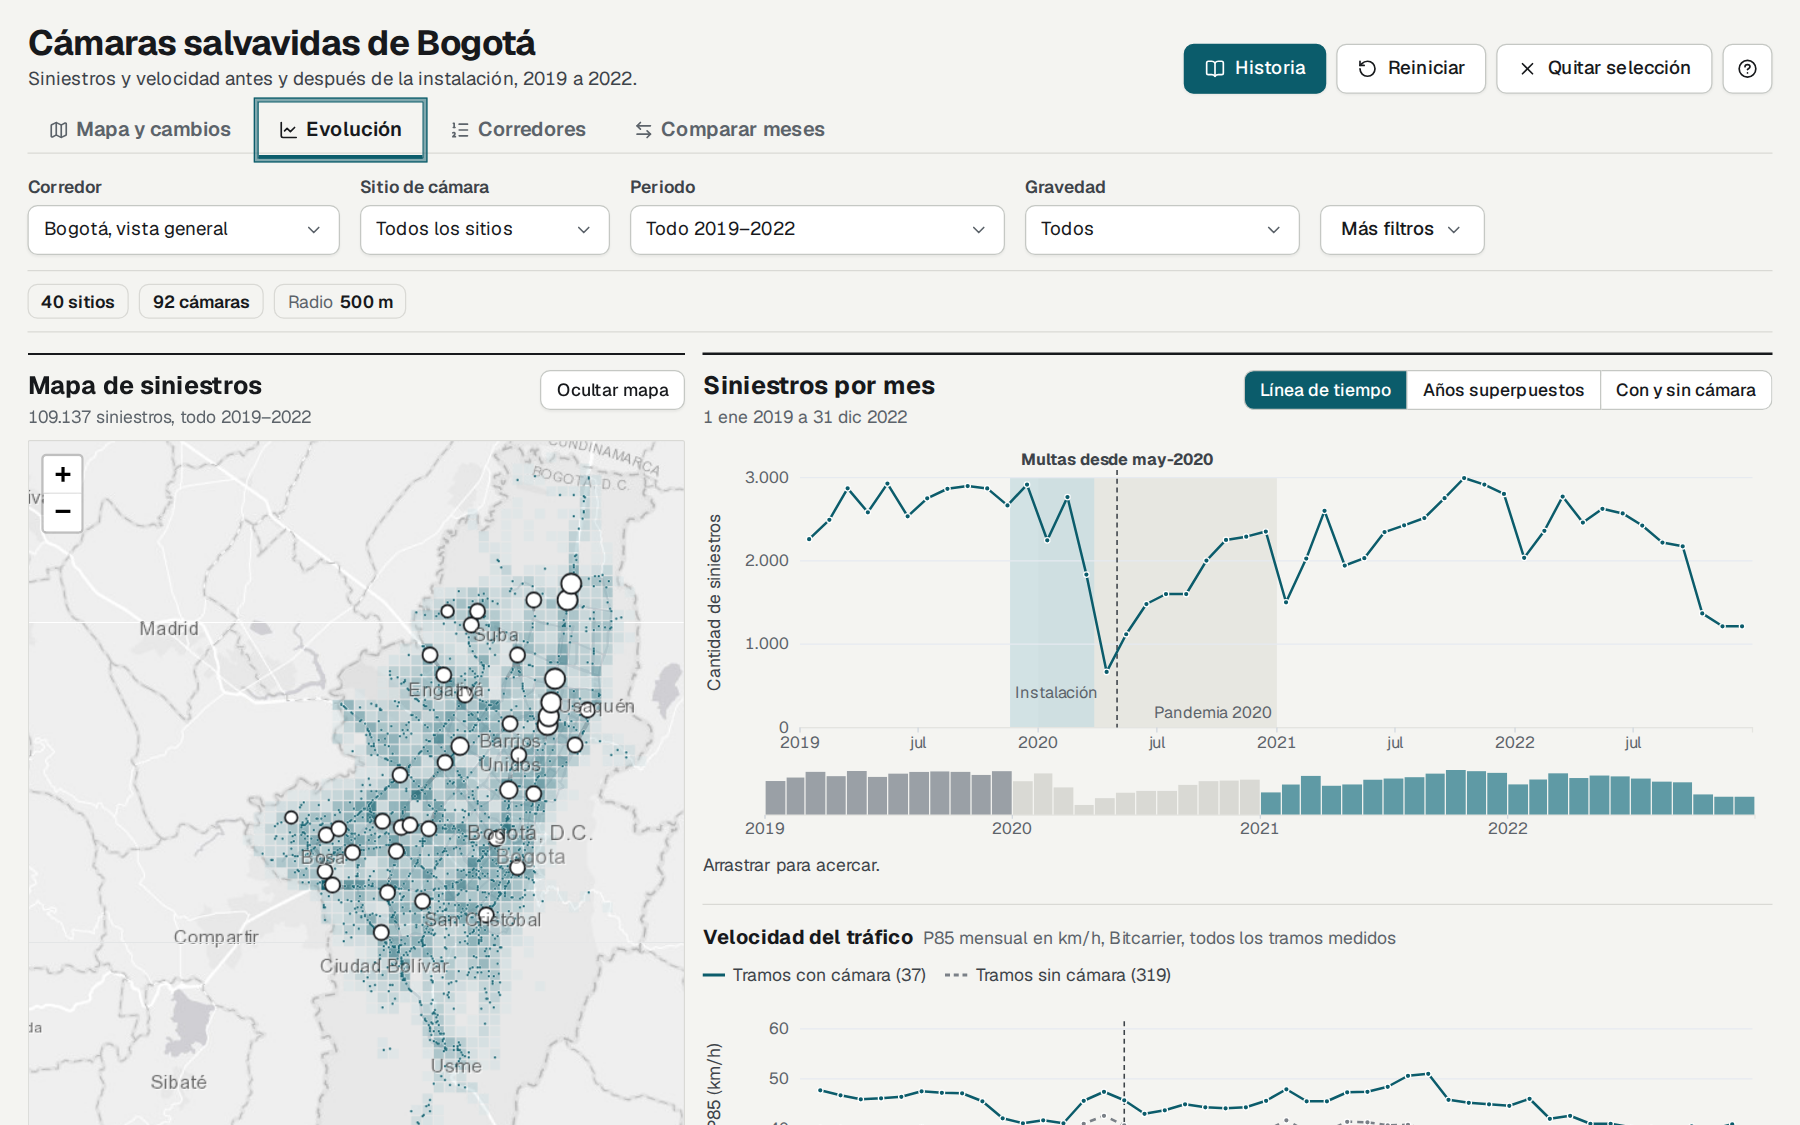 Cámaras salvavidas de Bogotá
Siniestros y velocidad antes y después de la instalación, 2019 a 2022.
Historia
Reiniciar
Quitar selección
Mapa y cambios
Evolución
Corredores
Comparar meses
Corredor
Sitio de cámara
Periodo
Gravedad
Bogotá, vista general
Todos los sitios
Todo 2019–2022
Todos
Más filtros
40 sitios
92 cámaras
Radio 500 m
Mapa de siniestros
Ocultar mapa
109.137 siniestros, todo 2019–2022
+
−
CUNDINAMARCA
BOGOTÁ, D.C.
Madrid
Suba
Engativá
Usaquén
Barrios
Unidos
Bogotá, D.C.
Bogota
Bosa
San Cristóbal
Compartir
Ciudad Bolívar
Usme
Sibaté
Siniestros por mes
1 ene 2019 a 31 dic 2022
Línea de tiempo
Años superpuestos
Con y sin cámara
Multas desde may-2020
Cantidad de siniestros
3.000
2.000
1.000
0
Instalación
Pandemia 2020
2019 jul 2020 jul 2021 jul 2022 jul
2019 2020 2021 2022
Arrastrar para acercar.
Velocidad del tráfico P85 mensual en km/h, Bitcarrier, todos los tramos medidos
Tramos con cámara (37)
Tramos sin cámara (319)
P85 (km/h)
60
50